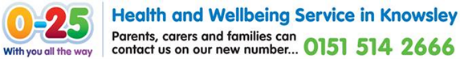 0-25
With you all the way
Health and Wellbeing Service in Knowsley
Parents, carers and families can
contact us on our new number... 0151 514 2666